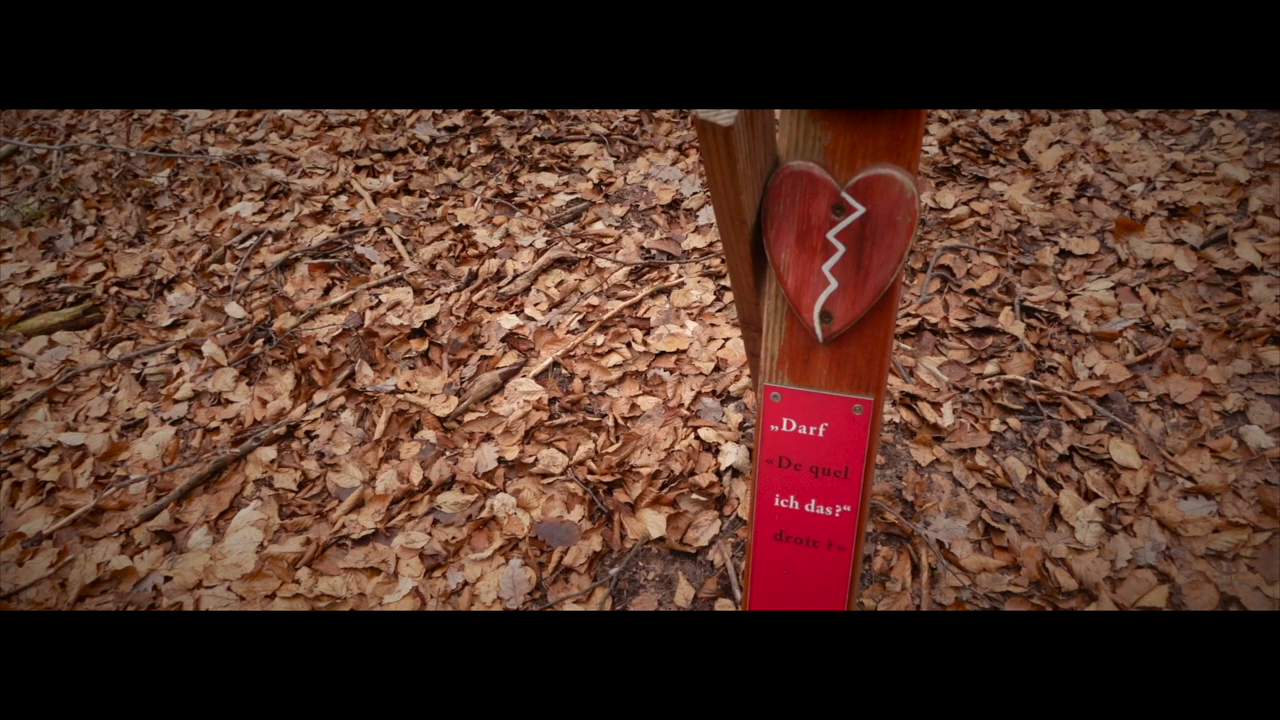 „Darf
«De quel
ich das?“
droit ?»